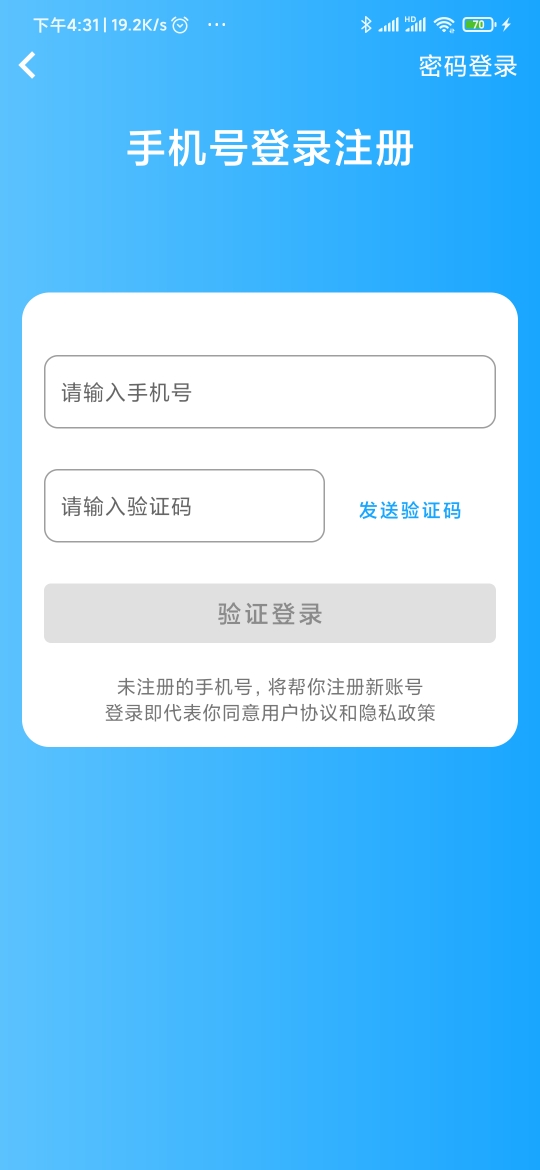 下午4:31 | 19.2K/s ···
HD 70
密码登录
手机号登录注册
请输入手机号
请输入验证码
发送验证码
验证登录
未注册的手机号，将帮你注册新账号
登录即代表你同意用户协议和隐私政策